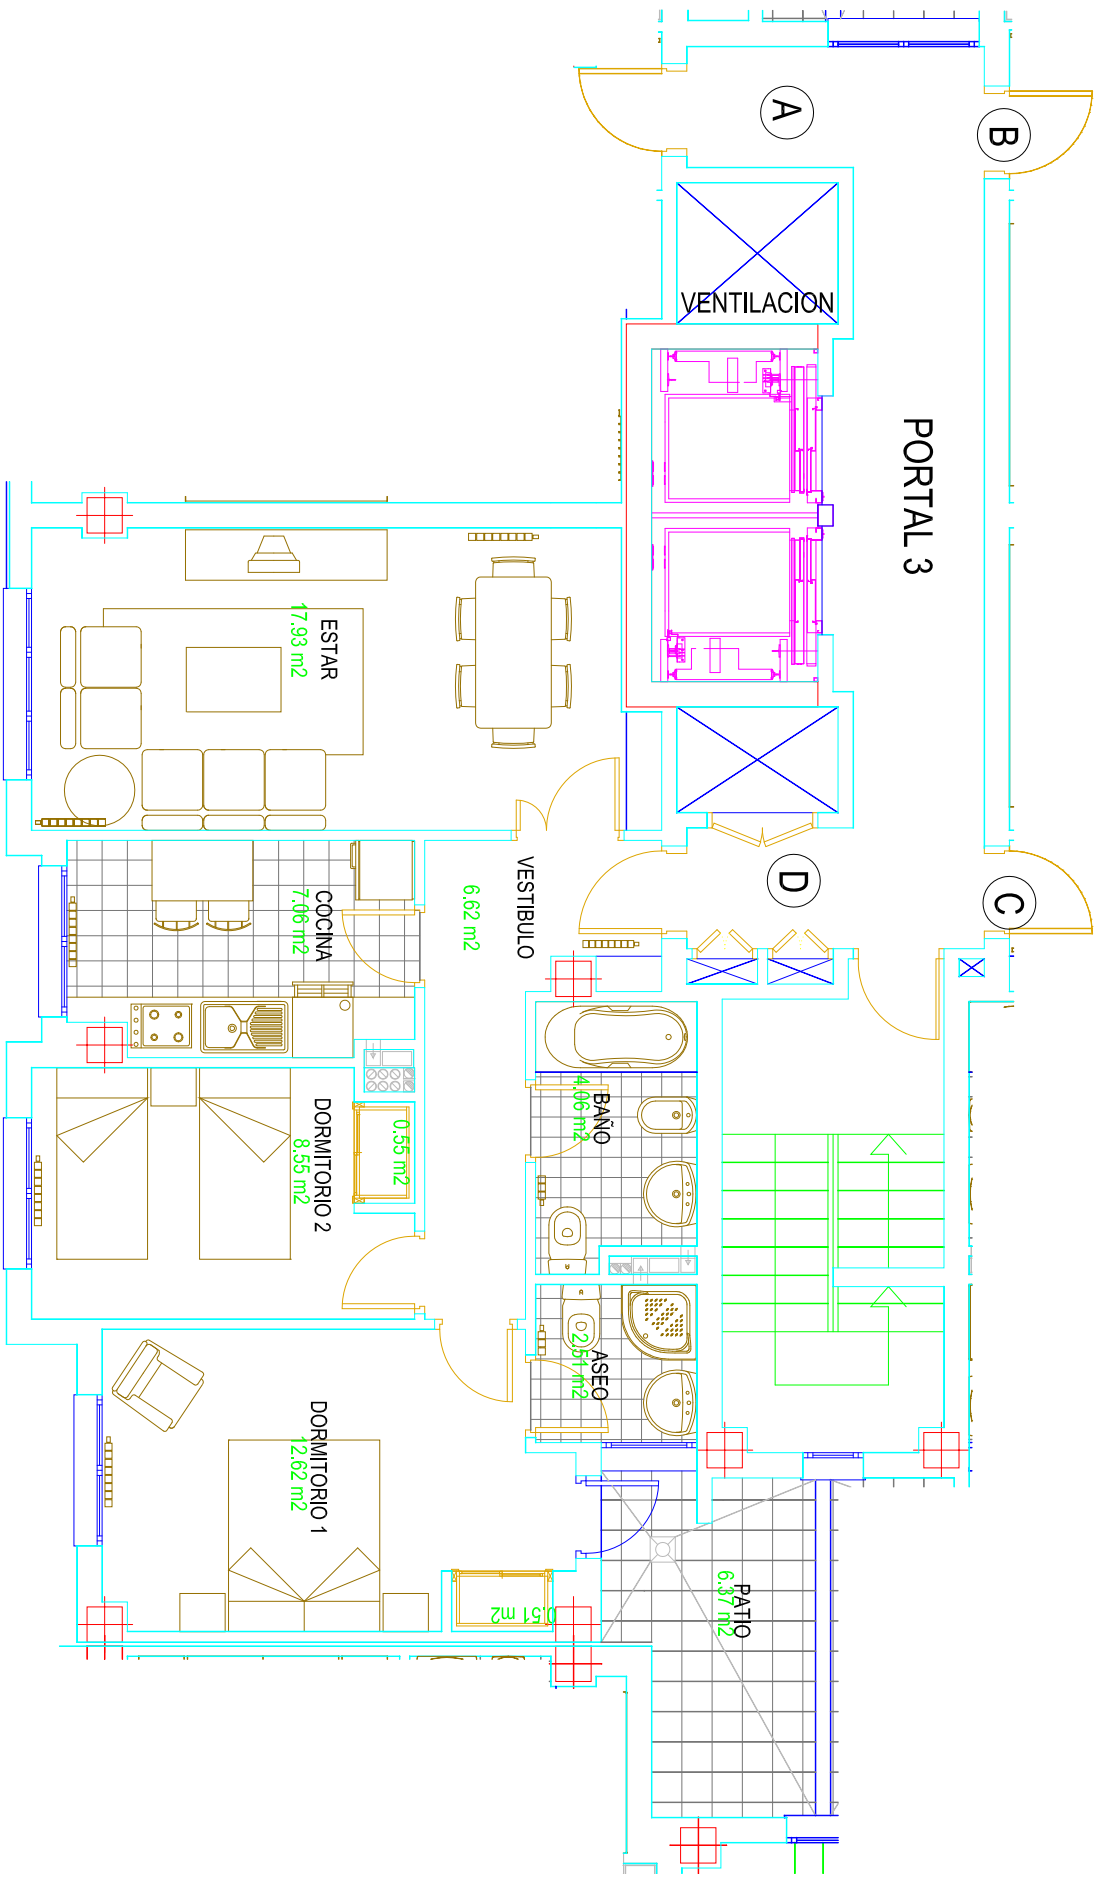 A
B
VENTILACION
PORTAL 3
ESTAR
17.93 m2
D
C
VESTIBULO
6.62 m2
COCINA
7.06 m2
BAÑO
4.06 m2
DORMITORIO 2
8.55 m2
0.55 m2
ASEO
2.51 m2
DORMITORIO 1
12.62 m2
0.51 m2
PATIO
6.37 m2